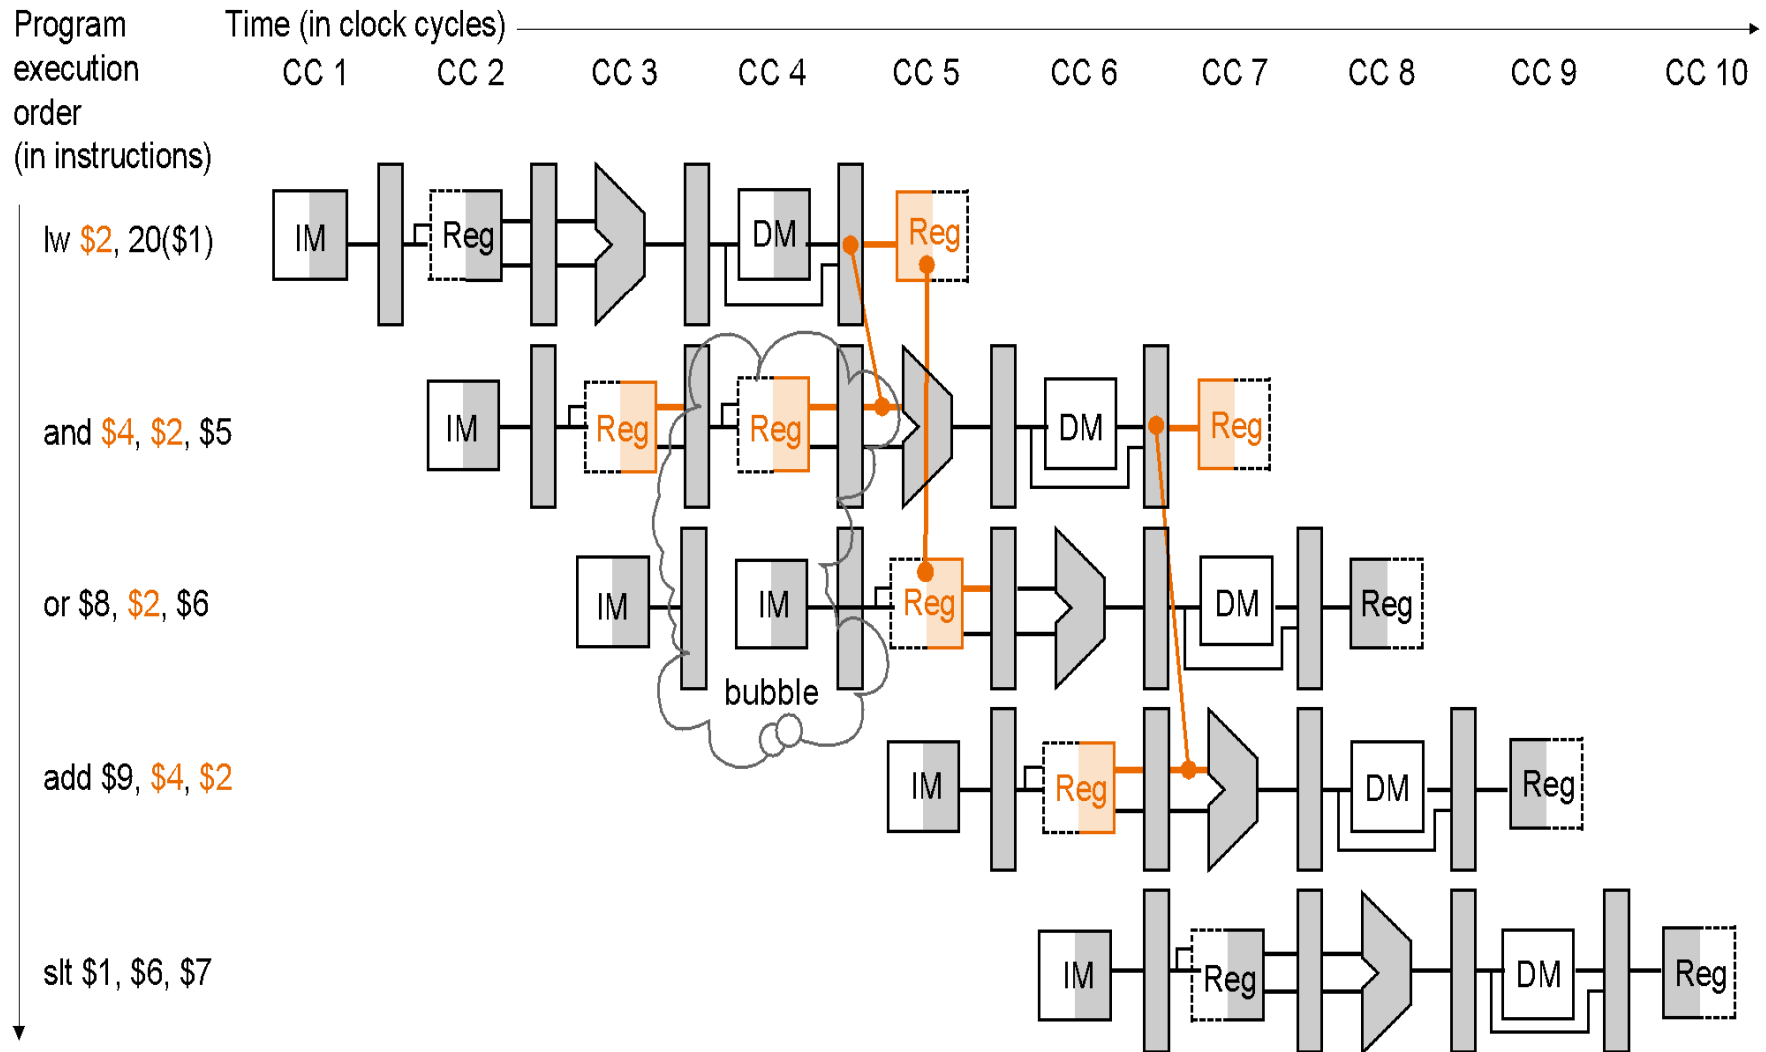 Program
execution
order
(in instructions)
Time (in clock cycles)
CC 1 CC 2 CC 3 CC 4 CC 5 CC 6 CC 7 CC 8 CC 9 CC 10
lw $2, 20($1) IM Reg DM Reg
and $4, $2, $5 IM Reg Reg DM Reg
or $8, $2, $6 IM IM Reg DM Reg
bubble
add $9, $4, $2 IM Reg DM Reg
slt $1, $6, $7 IM Reg DM Reg